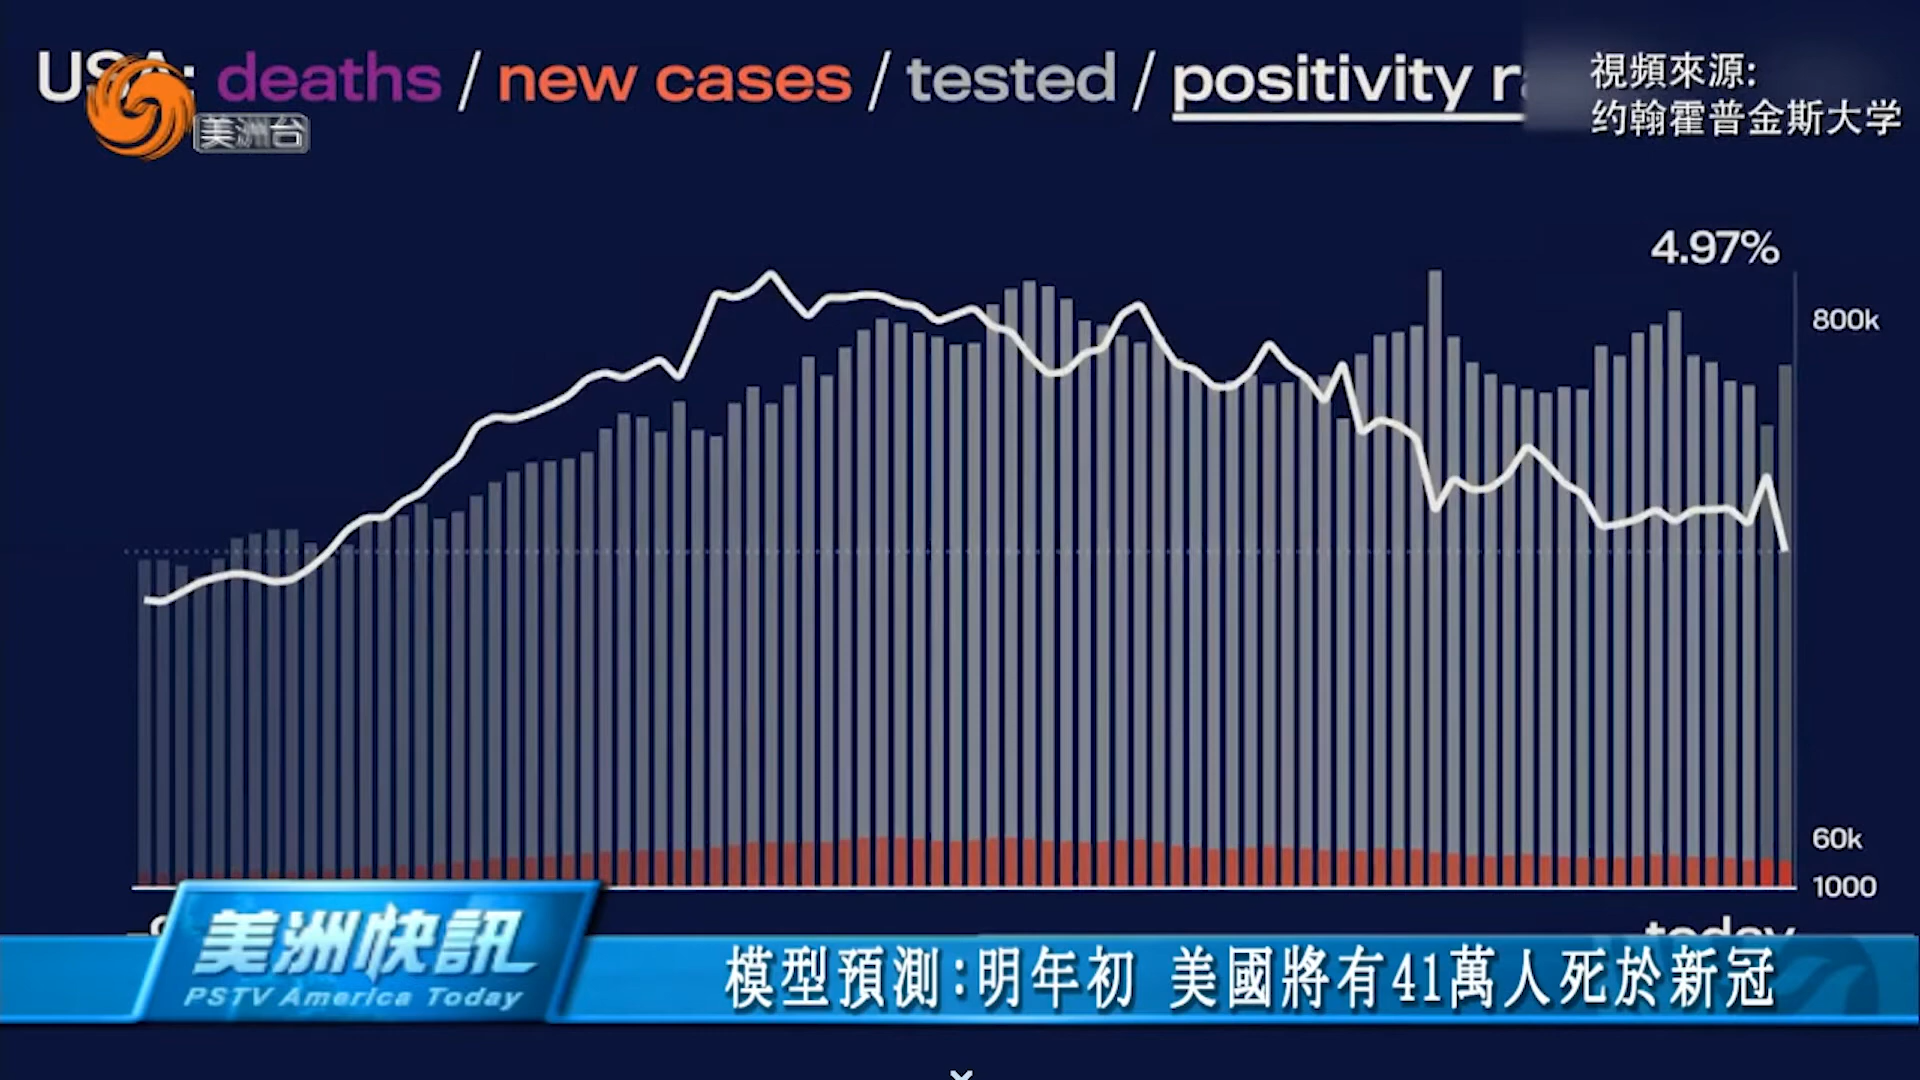 USA: deaths / new cases / tested / positivity r
視頻來源:
约翰霍普金斯大学
美洲台
4.97%
800k
60k
1000
today
美洲快訊
PSTV America Today
模型預測:明年初 美國將有41萬人死於新冠